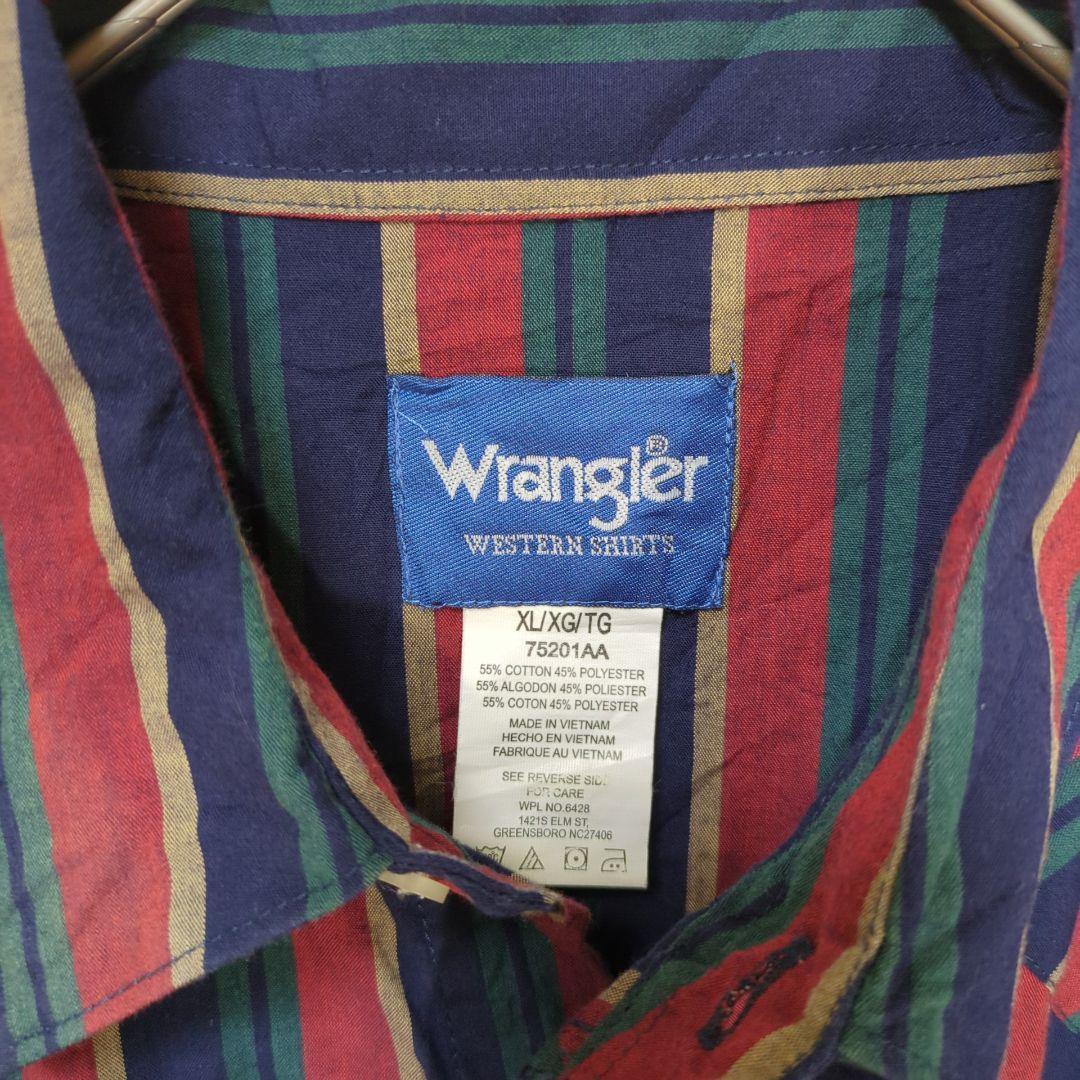 Wrangler®
WESTERN SHIRTS
XL/XG/TG
75201AA
55% COTTON 45% POLYESTER
55% ALGODON 45% POLIESTER
55% COTON 45% POLYESTER
MADE IN VIETNAM
HECHO EN VIETNAM
FABRIQUE AU VIETNAM
SEE REVERSE SIDE
FOR CARE
WPL NO.6428
1421S ELM ST,
GREENSBORO NC27406